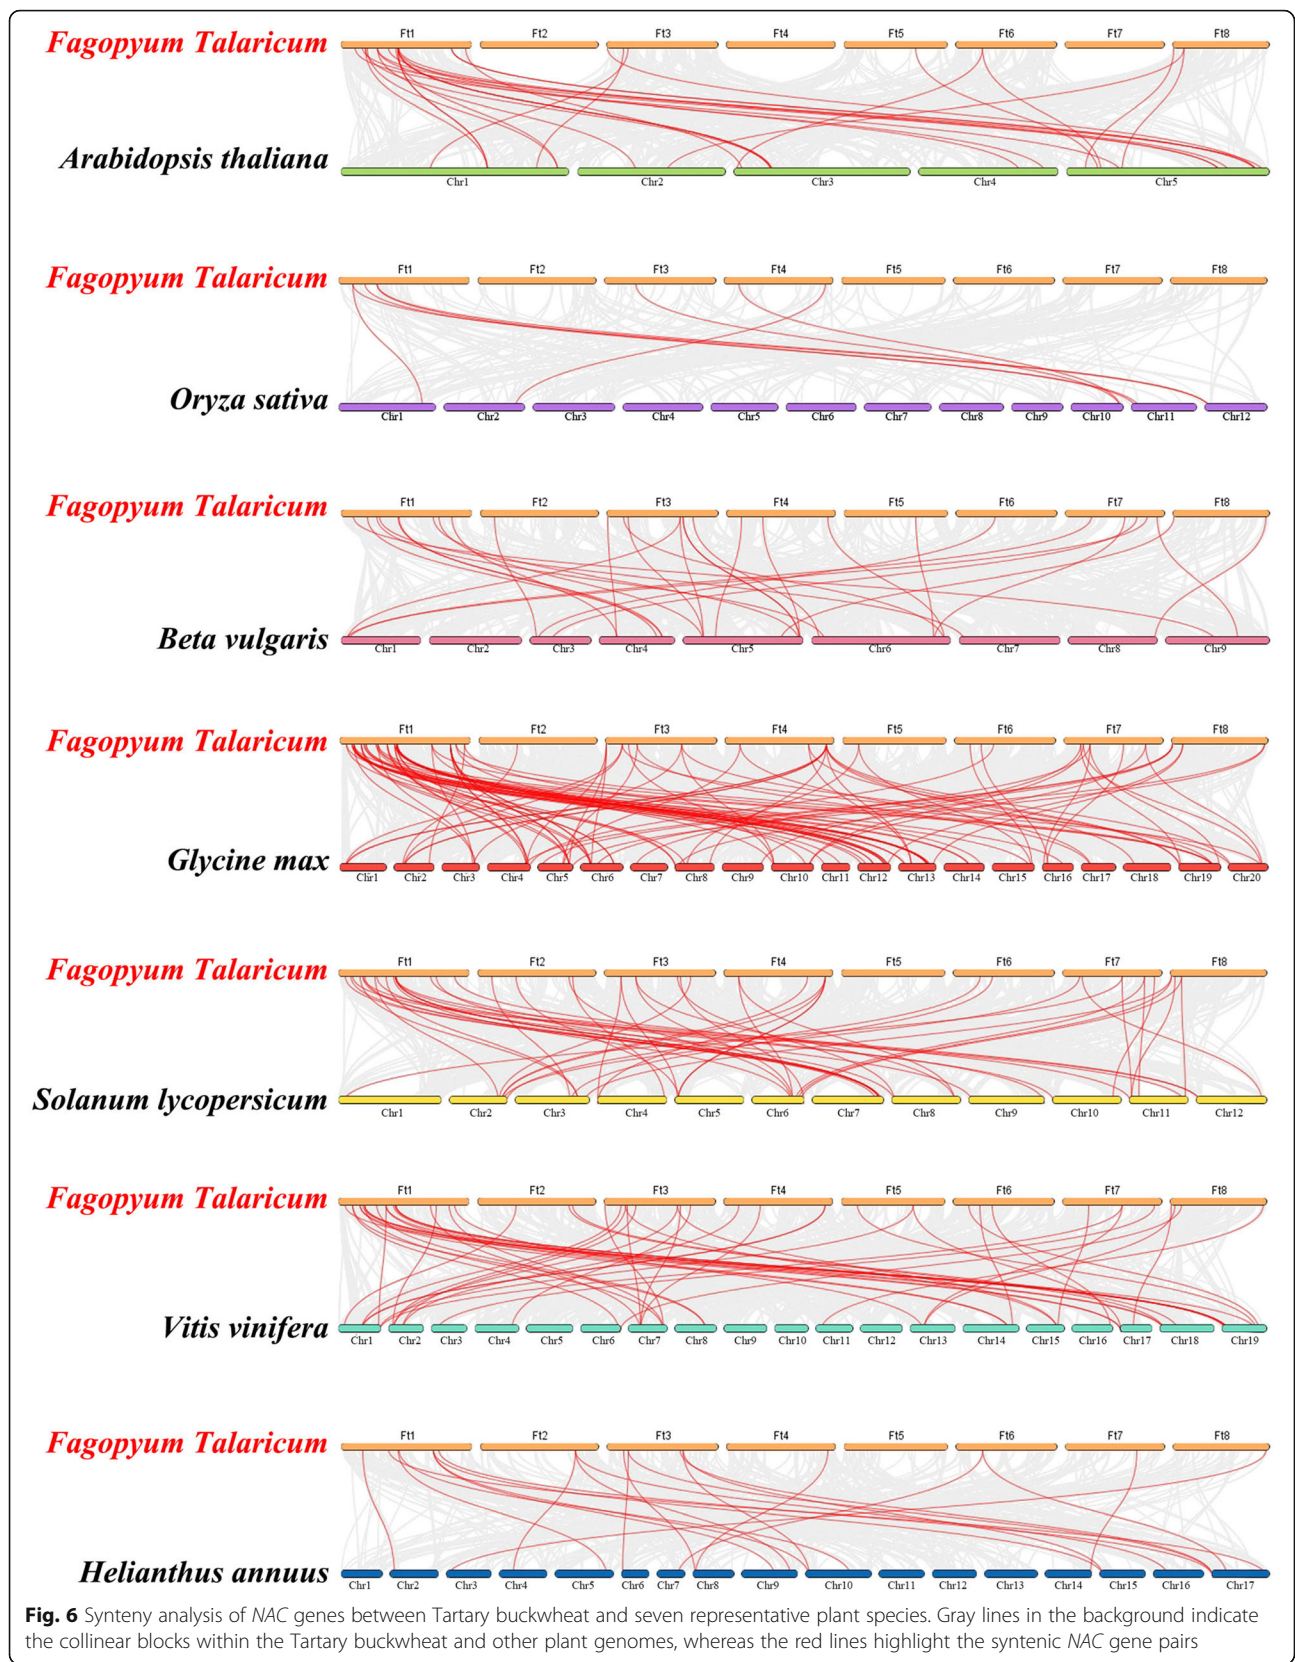 Ft1 Ft2 Ft3 Ft4 Ft5 Ft6 Ft7 Ft8
Fagopyum Talaricum
Arabidopsis thaliana
Chr1 Chr2 Chr3 Chr4 Chr5
Ft1 Ft2 Ft3 Ft4 Ft5 Ft6 Ft7 Ft8
Fagopyum Talaricum
Oryza sativa
Chr1 Chr2 Chr3 Chr4 Chr5 Chr6 Chr7 Chr8 Chr9 Chr10 Chr11 Chr12
Ft1 Ft2 Ft3 Ft4 Ft5 Ft6 Ft7 Ft8
Fagopyum Talaricum
Beta vulgaris
Chr1 Chr2 Chr3 Chr4 Chr5 Chr6 Chr7 Chr8 Chr9
Ft1 Ft2 Ft3 Ft4 Ft5 Ft6 Ft7 Ft8
Fagopyum Talaricum
Glycine max
Chr1 Chr2 Chr3 Chr4 Chr5 Chr6 Chr7 Chr8 Chr9 Chr10 Chr11 Chr12 Chr13 Chr14 Chr15 Chr16 Chr17 Chr18 Chr19 Chr20
Ft1 Ft2 Ft3 Ft4 Ft5 Ft6 Ft7 Ft8
Fagopyum Talaricum
Solanum lycopersicum
Chr1 Chr2 Chr3 Chr4 Chr5 Chr6 Chr7 Chr8 Chr9 Chr10 Chr11 Chr12
Ft1 Ft2 Ft3 Ft4 Ft5 Ft6 Ft7 Ft8
Fagopyum Talaricum
Vitis vinifera
Chr1 Chr2 Chr3 Chr4 Chr5 Chr6 Chr7 Chr8 Chr9 Chr10 Chr11 Chr12 Chr13 Chr14 Chr15 Chr16 Chr17 Chr18 Chr19
Ft1 Ft2 Ft3 Ft4 Ft5 Ft6 Ft7 Ft8
Fagopyum Talaricum
Helianthus annuus
Chr1 Chr2 Chr3 Chr4 Chr5 Chr6 Chr7 Chr8 Chr9 Chr10 Chr11 Chr12 Chr13 Chr14 Chr15 Chr16 Chr17
Fig. 6 Synteny analysis of NAC genes between Tartary buckwheat and seven representative plant species. Gray lines in the background indicate
the collinear blocks within the Tartary buckwheat and other plant genomes, whereas the red lines highlight the syntenic NAC gene pairs